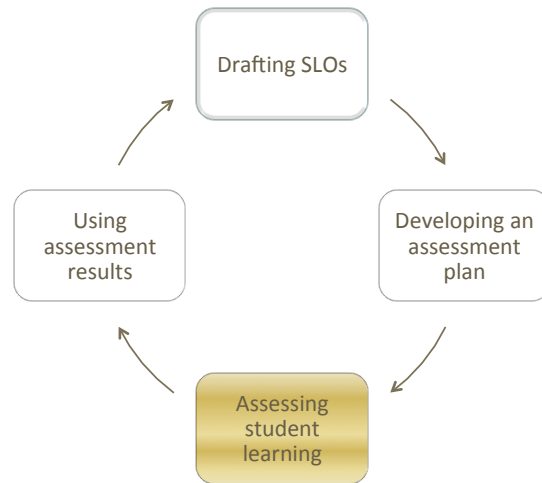 Drafting SLOs
Developing an
assessment
plan
Assessing
student
learning
Using
assessment
results